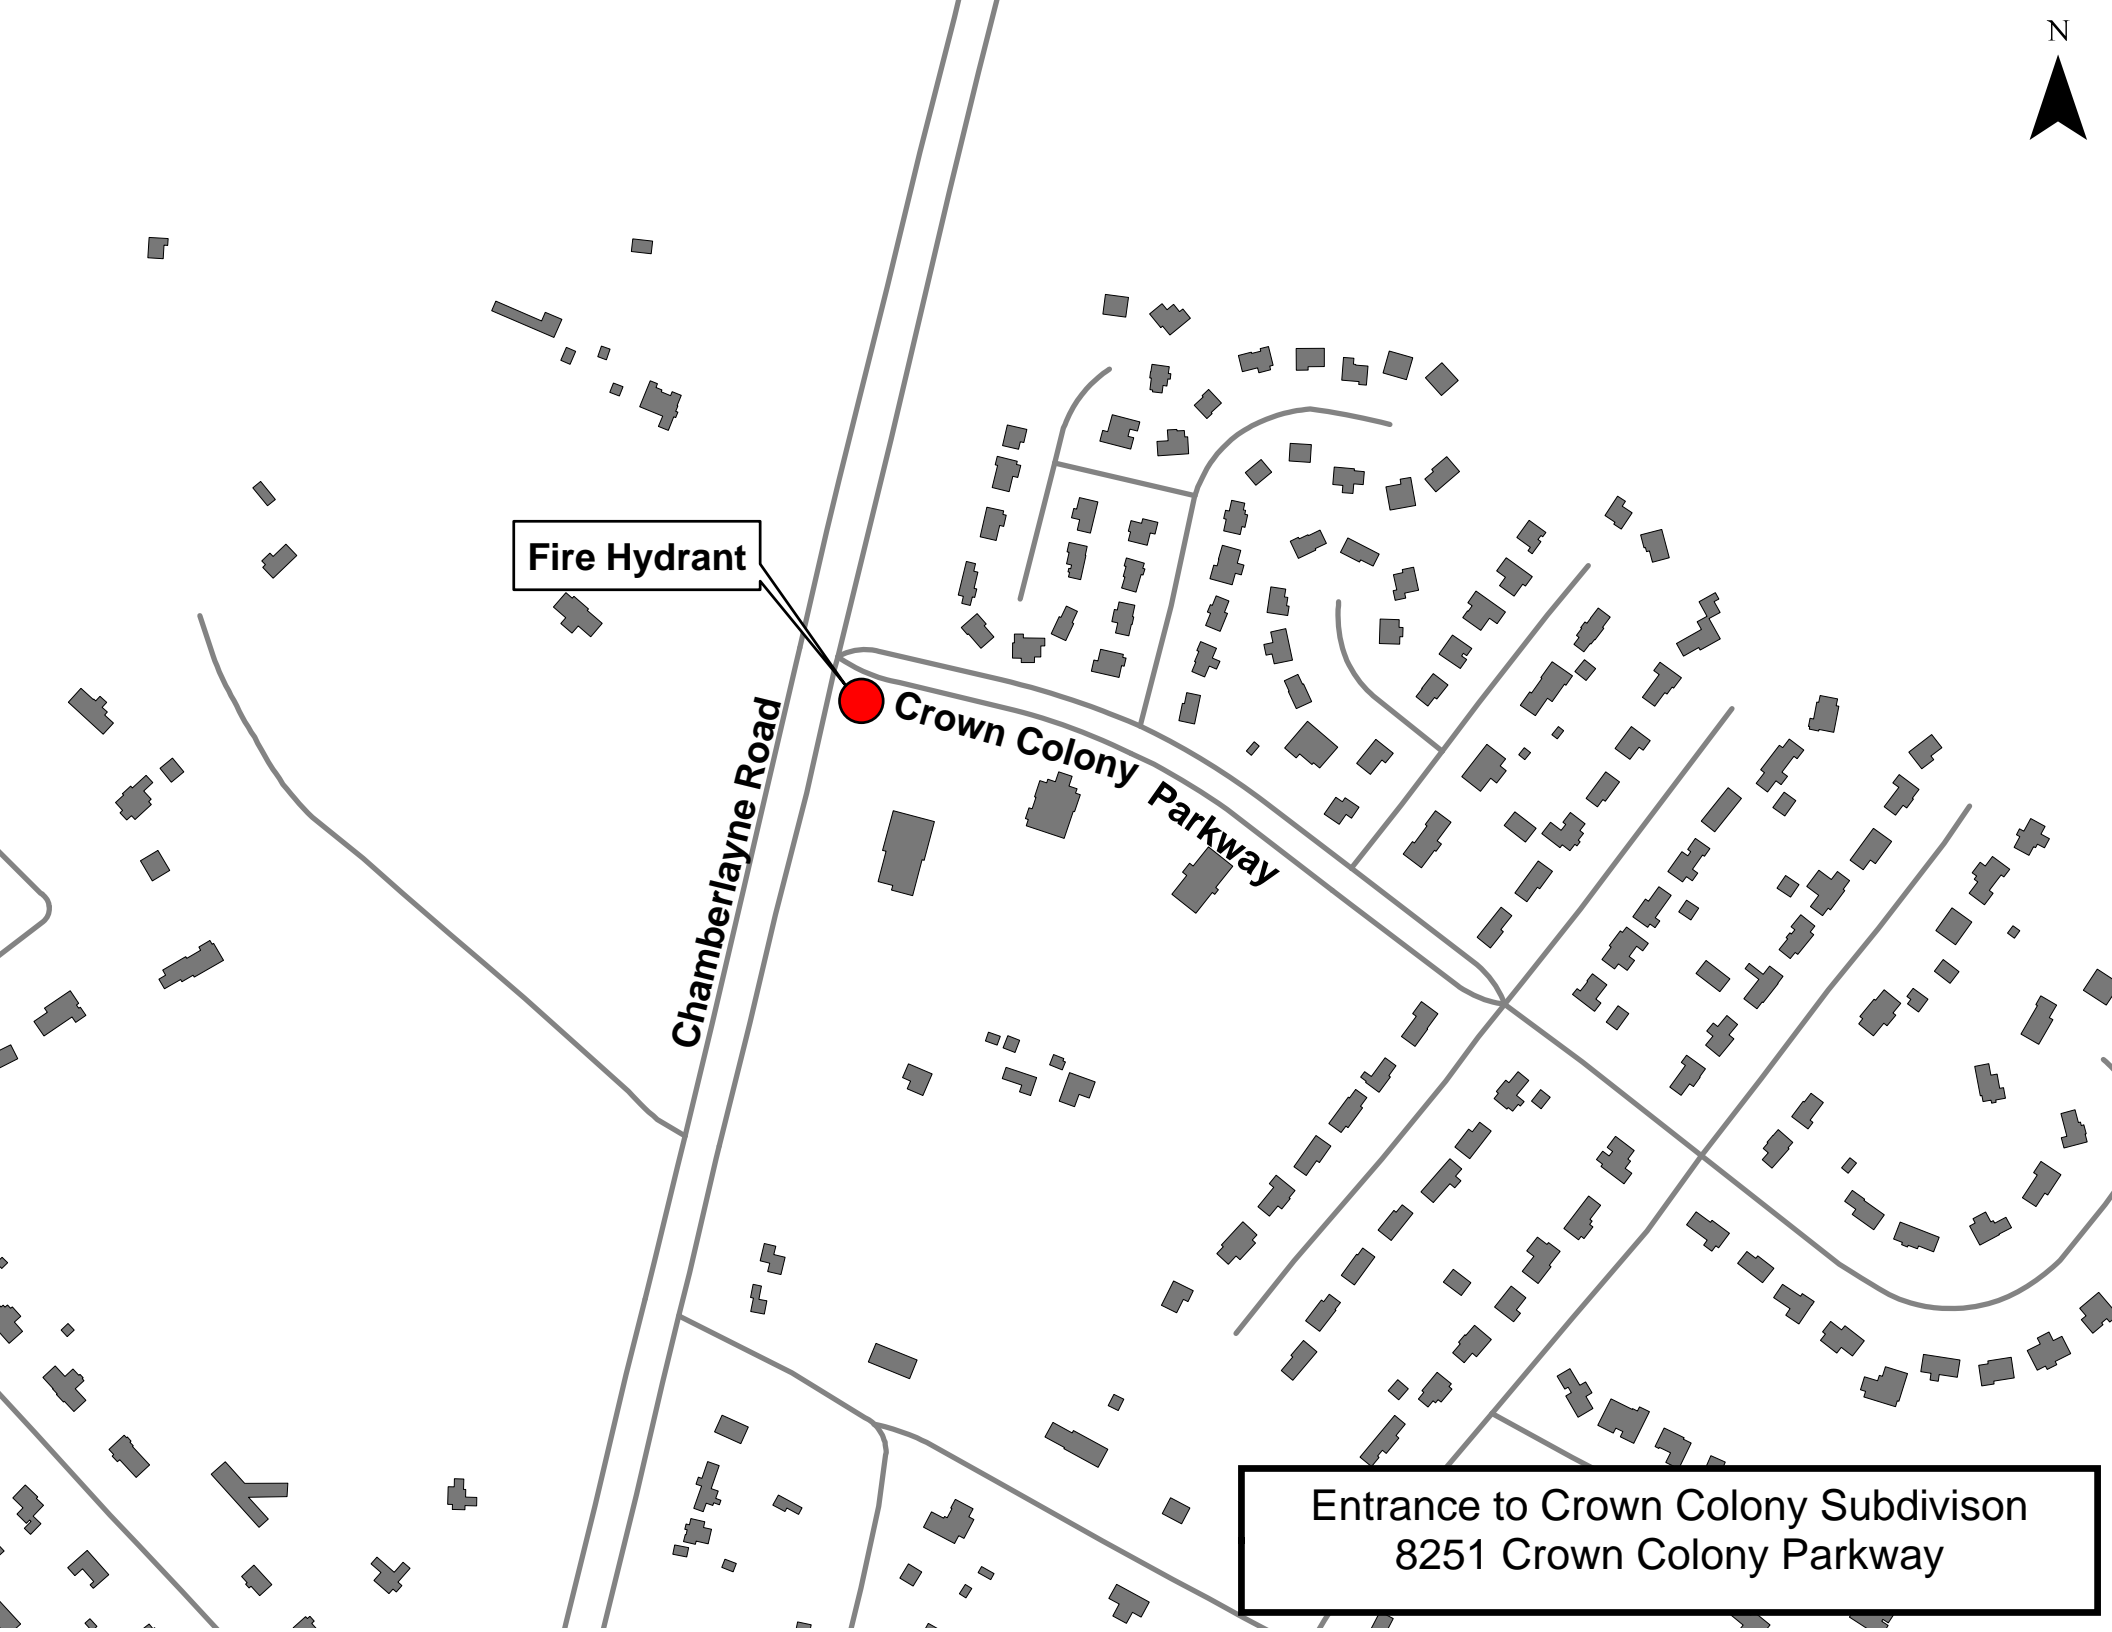 N
Fire Hydrant
Crown Colony Parkway
Chamberlayne Road
Entrance to Crown Colony Subdivison
8251 Crown Colony Parkway